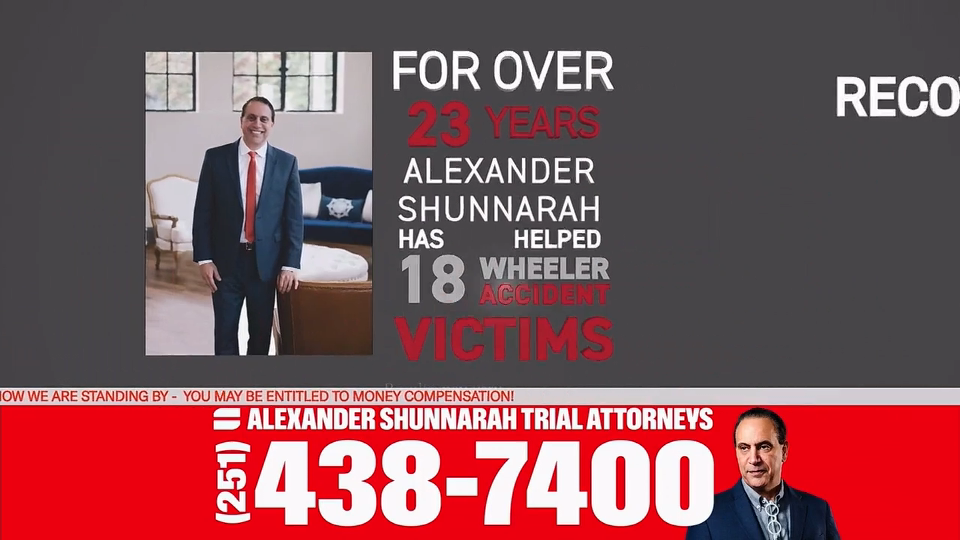 FOR OVER
23 YEARS
ALEXANDER
SHUNNARAH
HAS HELPED
18 WHEELER
ACCIDENT
VICTIMS
RECO
NOW WE ARE STANDING BY - YOU MAY BE ENTITLED TO MONEY COMPENSATION!
ALEXANDER SHUNNARAH TRIAL ATTORNEYS
(251) 438-7400